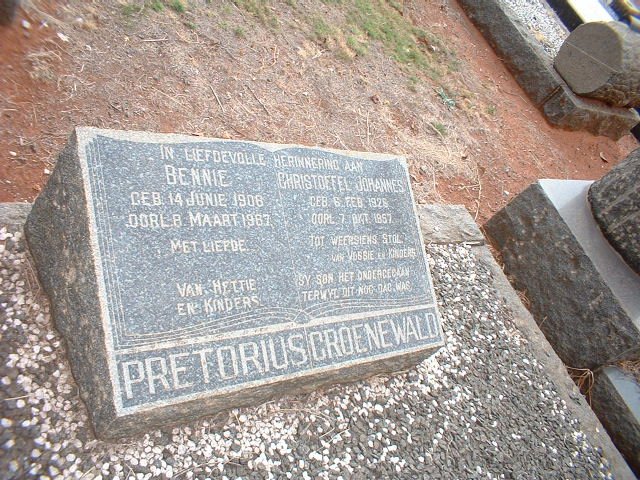 IN LIEFDEVOLLE HERINNERING AAN
BENNIE
GEB. 14 JUNIE 1906
OORL. 8. MAART 1967.
MET LIEFDE.
VAN HETTIE
EN KINDERS
CHRISTOFFEL JOHANNES.
GEB. 6. FEB. 1926
OORL. 7. OKT. 1957.
TOT WEERSIENS STOL
VAN VOSSIE EN KINDERS
SY SON HET ONDERGEGAAN
TERWYL DIT NOG DAG WAS.
PRETORIUS GROENEWALD